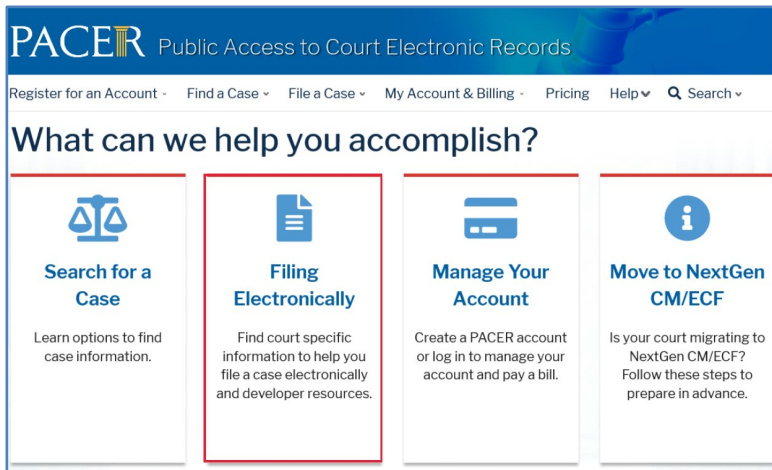 PACER Public Access to Court Electronic Records
Register for an Account Find a Case File a Case My Account & Billing Pricing Help Search
What can we help you accomplish?
Search for a
Case
Learn options to find
case information.
Filing
Electronically
Find court specific
information to help you
file a case electronically
and developer resources.
Manage Your
Account
Create a PACER account
or log in to manage your
account and pay a bill.
Move to NextGen
CM/ECF
Is your court migrating to
NextGen CM/ECF?
Follow these steps to
prepare in advance.